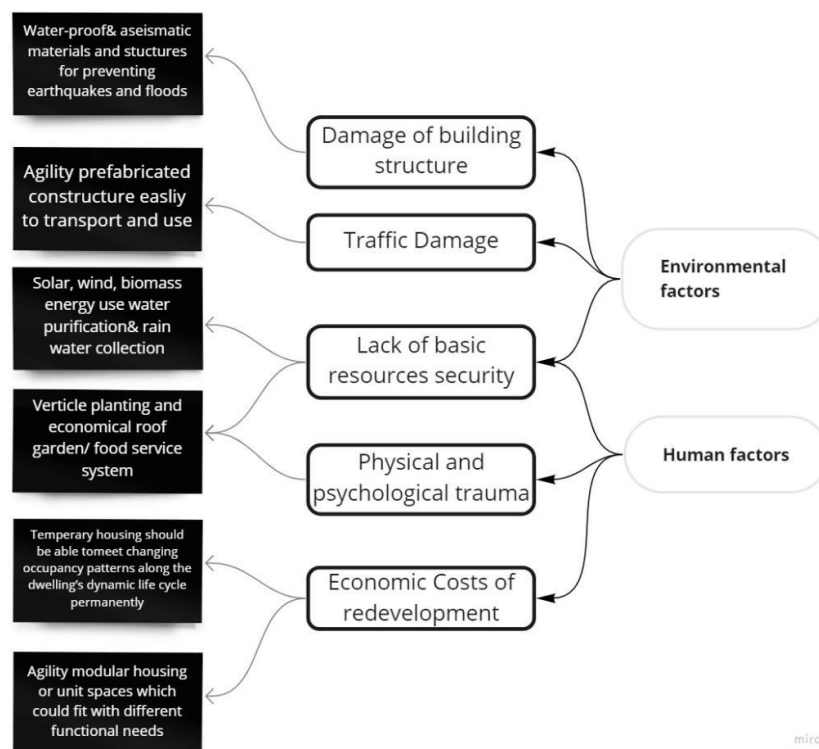 Water-proof& aseismatic
materials and stuctures
for preventing
earthquakes and floods
Agility prefabricated
constructure easliy
to transport and use
Solar, wind, biomass
energy use water
purification& rain
water collection
Verticle planting and
economical roof
garden/ food service
system
Temperary housing should
be able tomeet changing
occupancy patterns along the
dwelling's dynamic life cycle
permanently
Agility modular housing
or unit spaces which
could fit with different
functional needs
Damage of building
structure
Traffic Damage
Lack of basic
resources security
Physical and
psychological trauma
Economic Costs of
redevelopment
Environmental
factors
Human factors
miro